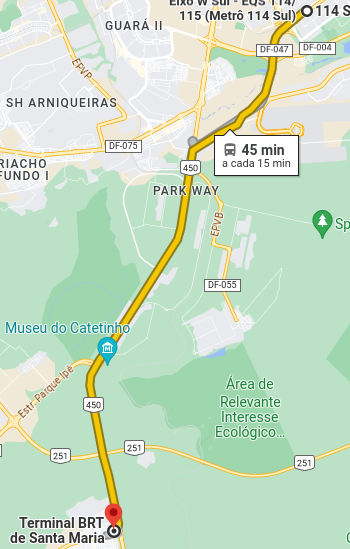 Eixo W Sul - EQS 114/
115 (Metrô 114 Sul)
114 S
GUARÁ II
DF-047
DF-004
EPVP
SH ARNIQUEIRAS
DF-075
45 min
a cada 15 min
RIACHO
FUNDO I
450
PARK WAY
EPVB
Sp
DF-055
Museu do Catetinho
Estr. Parque Ipê
450
Área de
Relevante
Interesse
Ecológico...
251
251
251
Terminal BRT
de Santa Maria